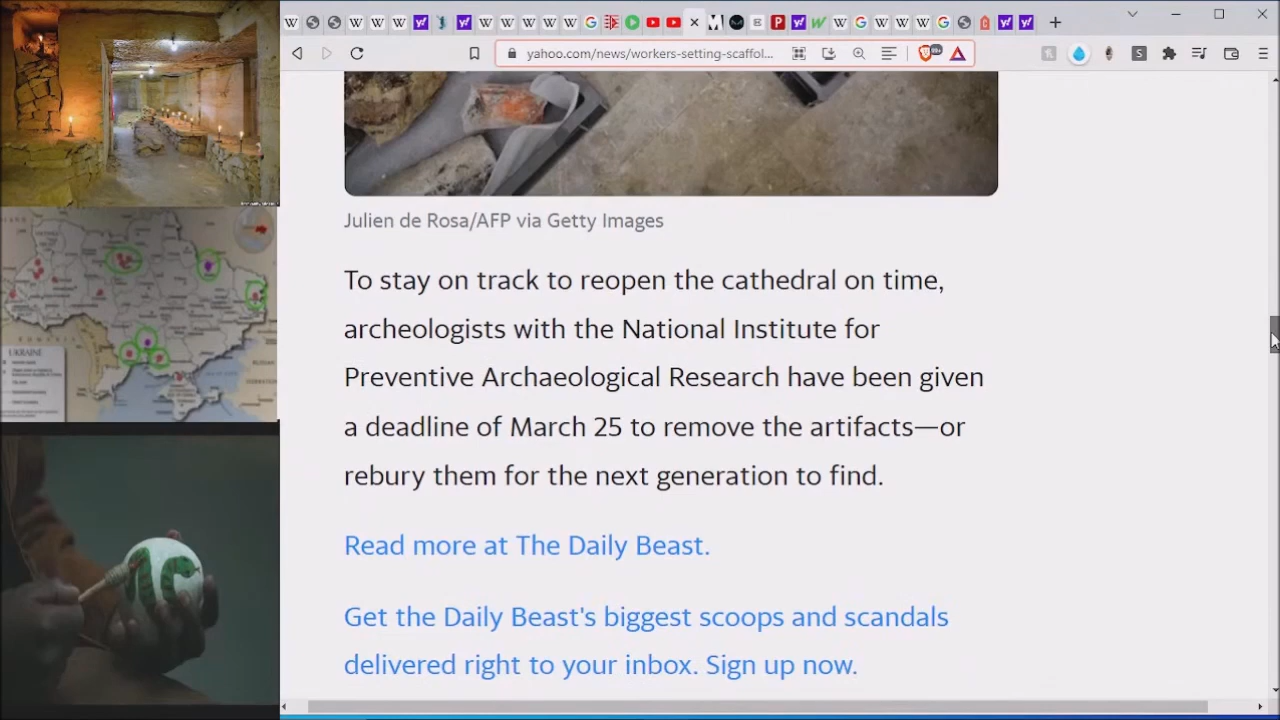 yahoo.com/news/workers-setting-scaffol...
99+
S
UKRAINE
Julien de Rosa/AFP via Getty Images
To stay on track to reopen the cathedral on time,
archeologists with the National Institute for
Preventive Archaeological Research have been given
a deadline of March 25 to remove the artifacts—or
rebury them for the next generation to find.
Read more at The Daily Beast.
Get the Daily Beast's biggest scoops and scandals
delivered right to your inbox. Sign up now.